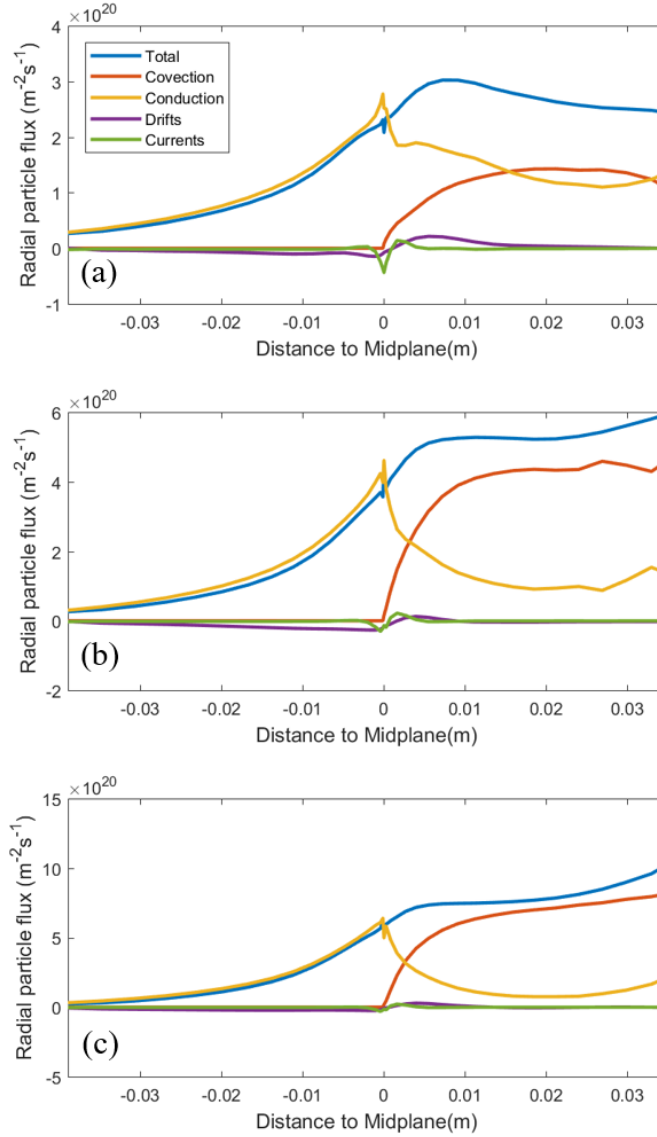 ×10^20
4
3
2
1
0
-1
Radial particle flux (m^-2s^-1)
Total
Covection
Conduction
Drifts
Currents
(a)
-0.03 -0.02 -0.01 0 0.01 0.02 0.03
Distance to Midplane(m)
×10^20
6
4
2
0
-2
Radial particle flux (m^-2s^-1)
(b)
-0.03 -0.02 -0.01 0 0.01 0.02 0.03
Distance to Midplane(m)
×10^20
15
10
5
0
-5
Radial particle flux (m^-2s^-1)
(c)
-0.03 -0.02 -0.01 0 0.01 0.02 0.03
Distance to Midplane(m)